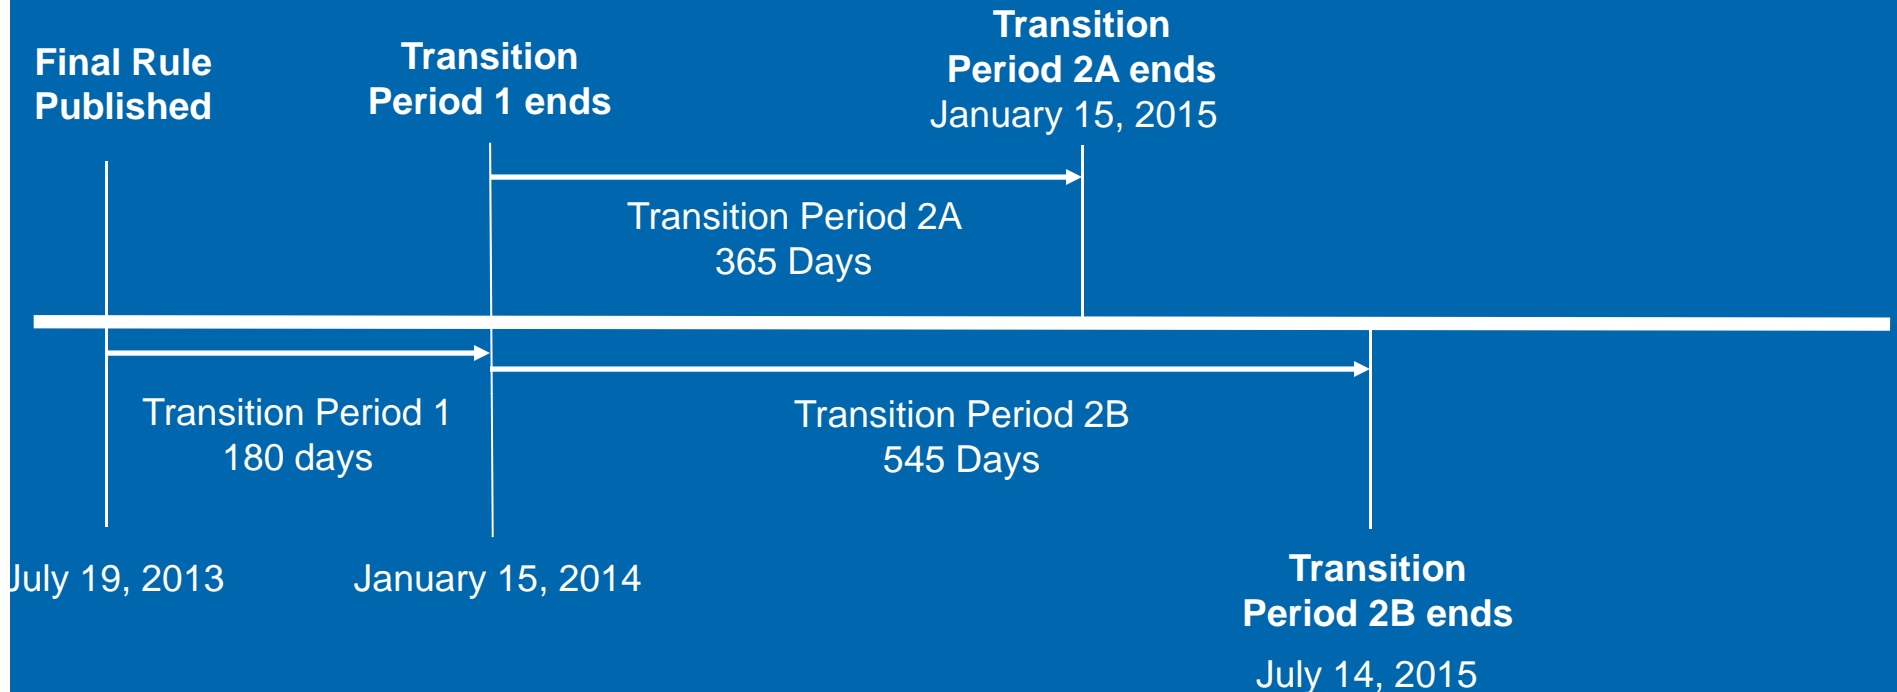 Final Rule
Published
Transition
Period 1 ends
Transition
Period 2A ends
January 15, 2015
Transition Period 2A
365 Days
Transition Period 1
180 days
Transition Period 2B
545 Days
July 19, 2013
January 15, 2014
Transition
Period 2B ends
July 14, 2015